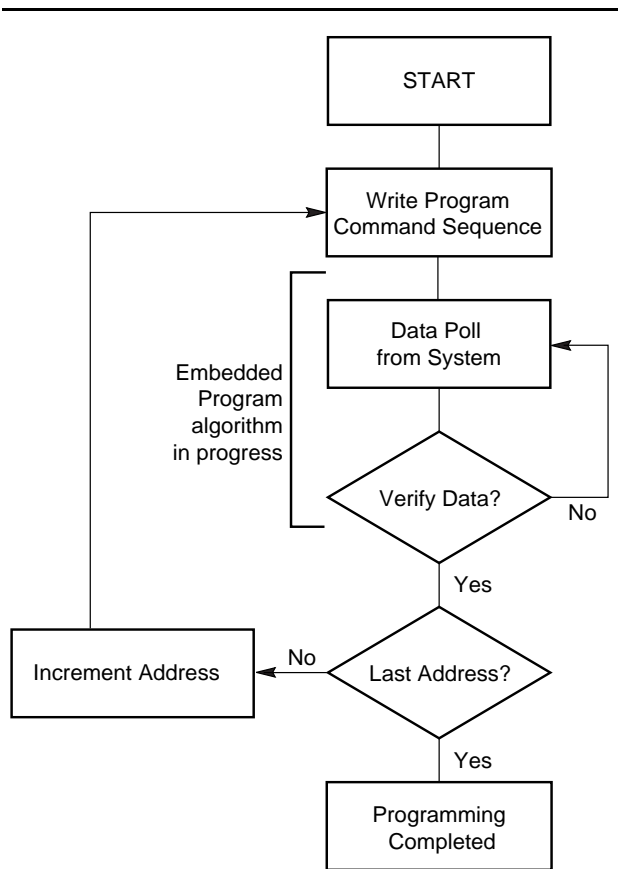 START
Write Program
Command Sequence
Data Poll
from System
Embedded
Program
algorithm
in progress
Verify Data?
No
Yes
Increment Address
No
Last Address?
Yes
Programming
Completed